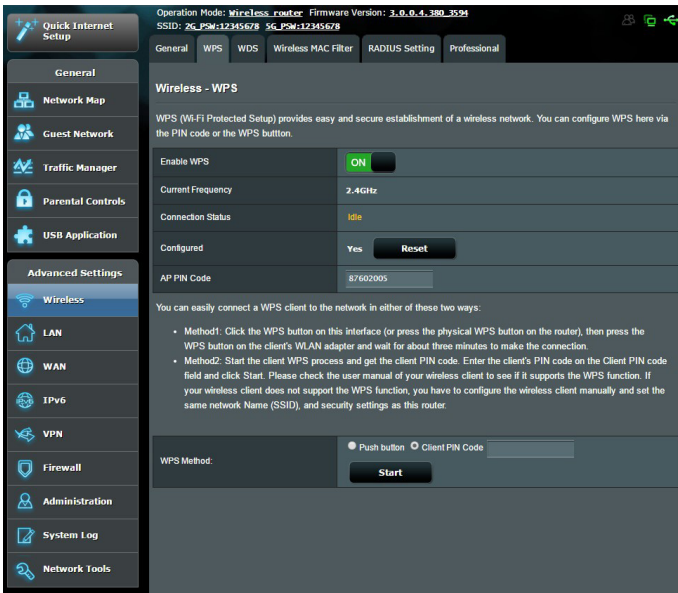 Quick Internet
Setup
Operation Mode: Wireless router Firmware Version: 3.0.0.4.380_3594
SSID: 2G_PSW:12345678 5G_PSW:12345678
General WPS WDS Wireless MAC Filter RADIUS Setting Professional
General
Network Map
Guest Network
Traffic Manager
Parental Controls
USB Application
Advanced Settings
Wireless
LAN
WAN
IPv6
VPN
Firewall
Administration
System Log
Network Tools
Wireless - WPS
WPS (Wi-Fi Protected Setup) provides easy and secure establishment of a wireless network. You can configure WPS here via
the PIN code or the WPS buttton.
Enable WPS ON
Current Frequency 2.4GHz
Connection Status Idle
Configured Yes Reset
AP PIN Code 87602005
You can easily connect a WPS client to the network in either of these two ways:
• Method1: Click the WPS button on this interface (or press the physical WPS button on the router), then press the
WPS button on the client's WLAN adapter and wait for about three minutes to make the connection.
• Method2: Start the client WPS process and get the client PIN code. Enter the client's PIN code on the Client PIN code
field and click Start. Please check the user manual of your wireless client to see if it supports the WPS function. If
your wireless client does not support the WPS function, you have to configure the wireless client manually and set the
same network Name (SSID), and security settings as this router.
WPS Method: Push button Client PIN Code
Start